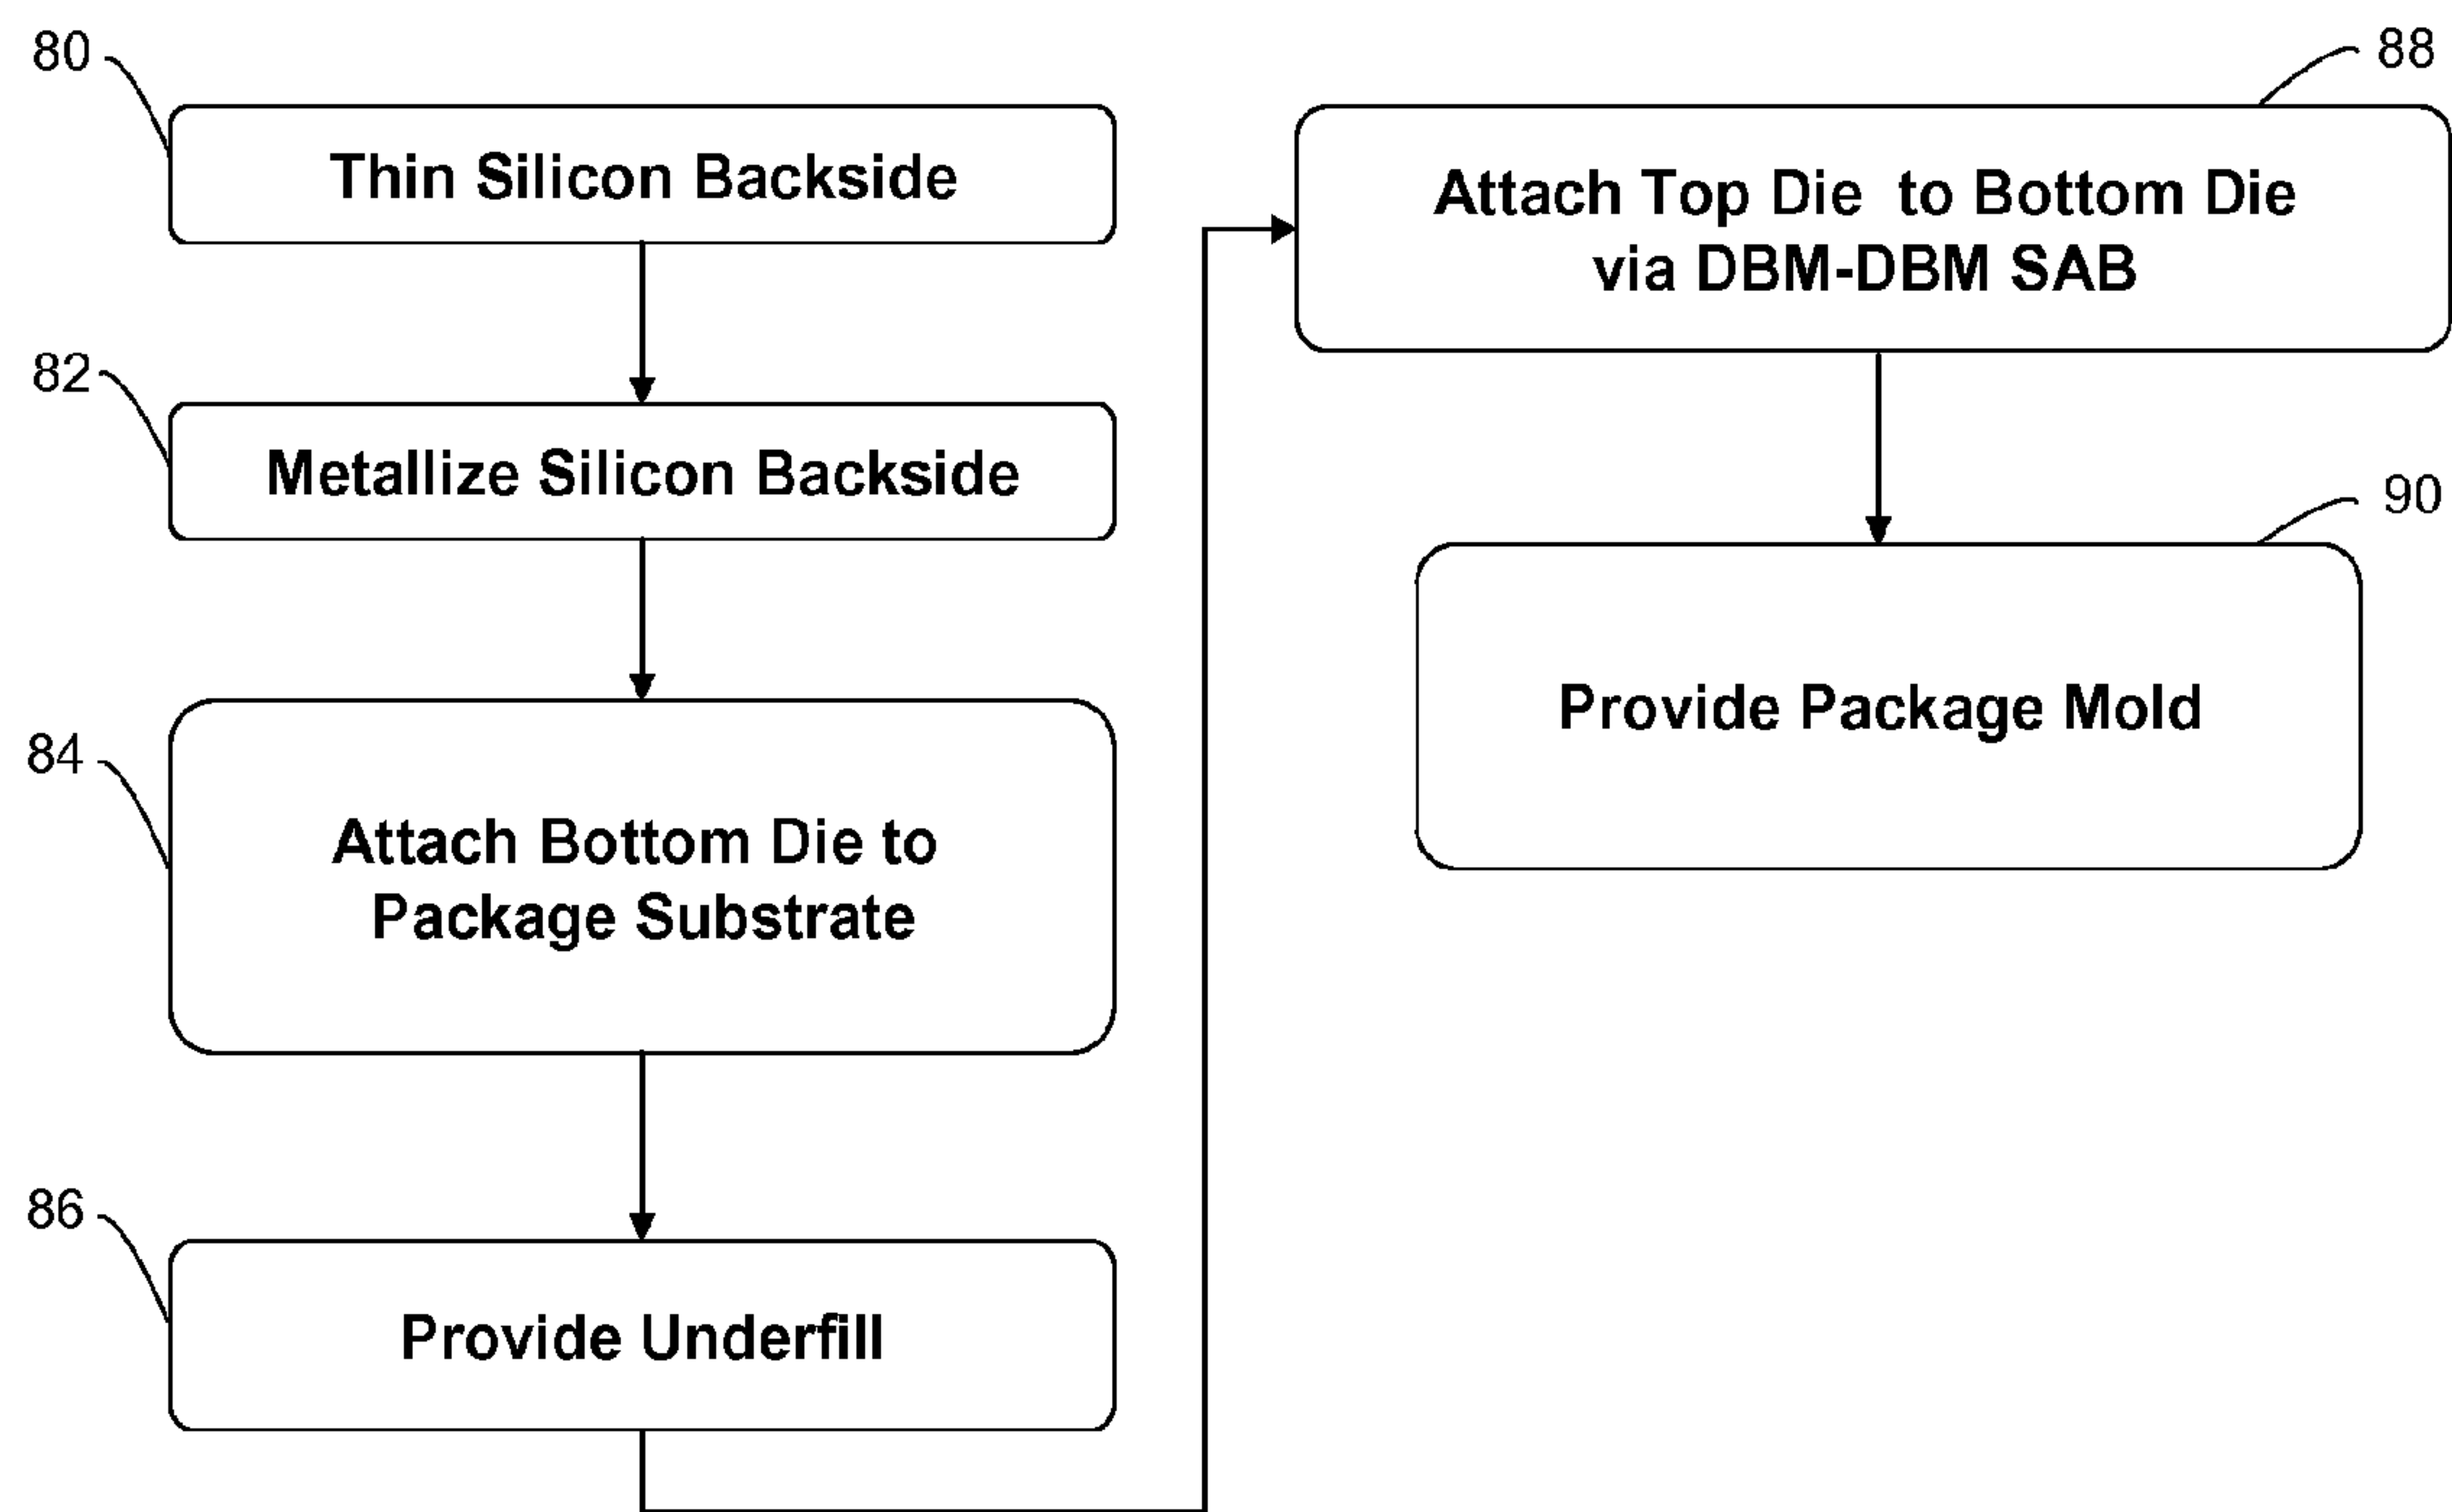 80
Thin Silicon Backside
82
Metallize Silicon Backside
84
Attach Bottom Die to
Package Substrate
86
Provide Underfill
88
Attach Top Die to Bottom Die
via DBM-DBM SAB
90
Provide Package Mold